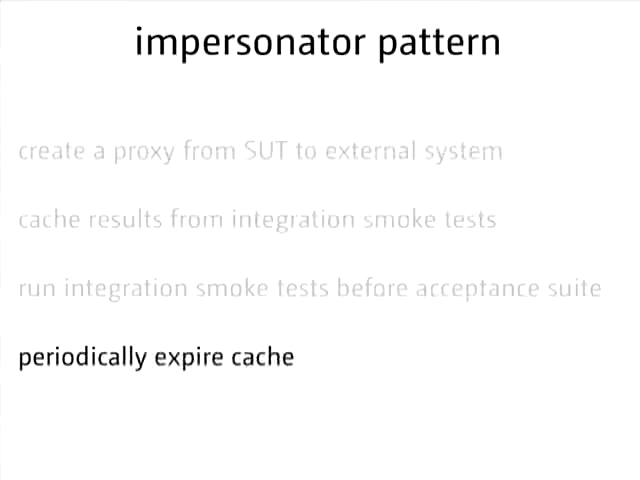 impersonator pattern
create a proxy from SUT to external system
cache results from integration smoke tests
run integration smoke tests before acceptance suite
periodically expire cache